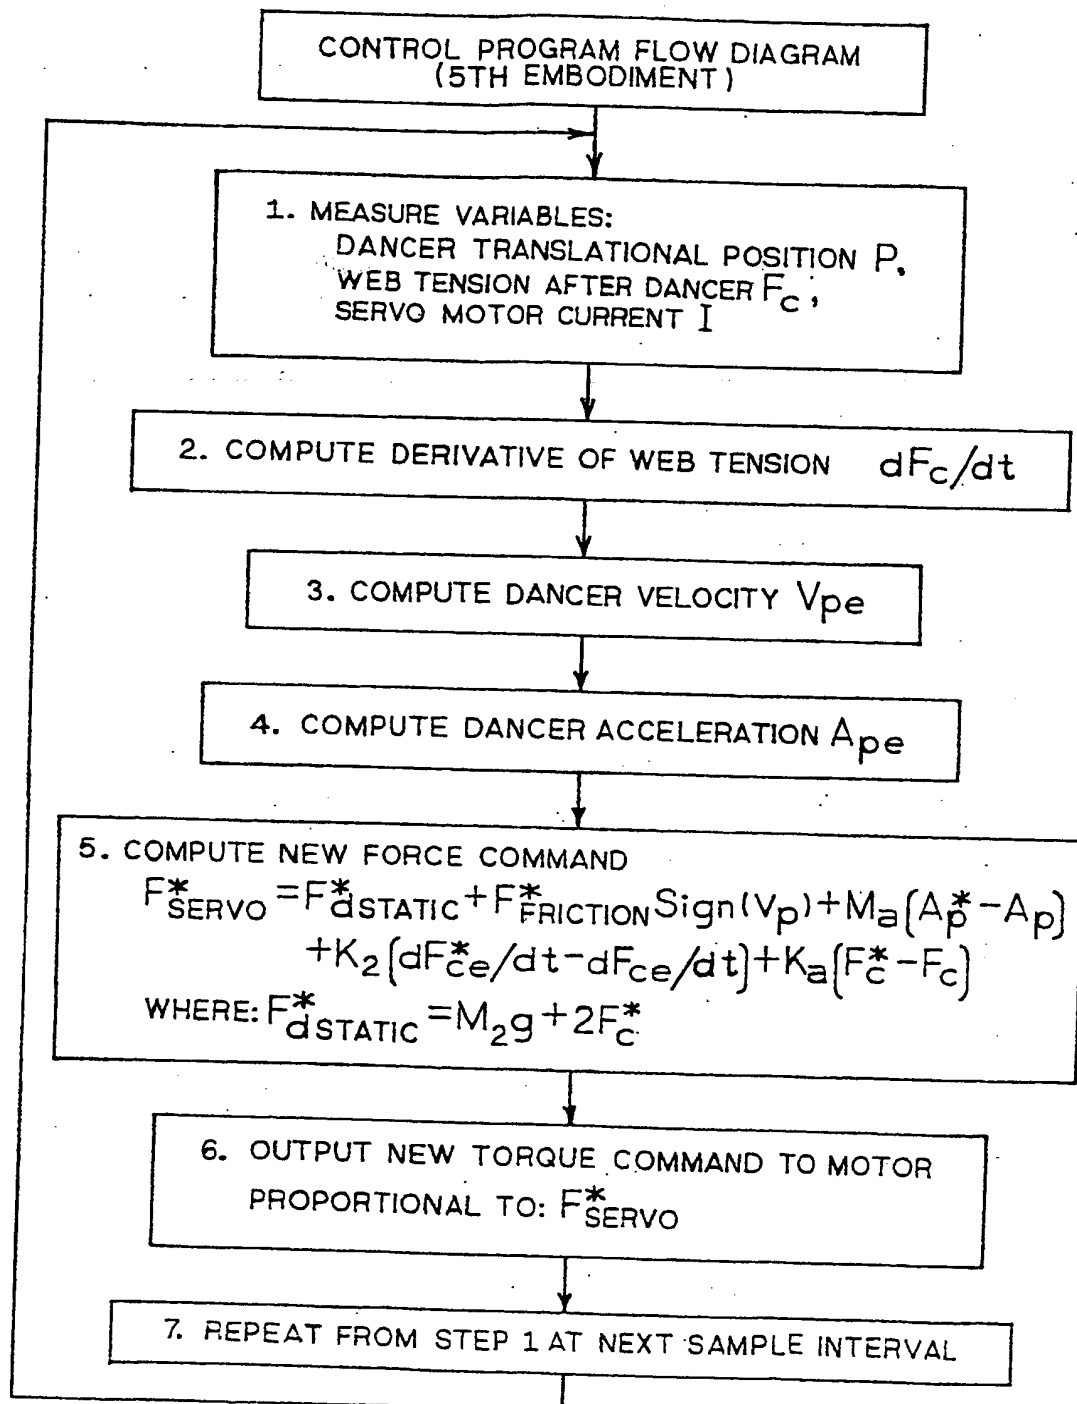 CONTROL PROGRAM FLOW DIAGRAM
(5TH EMBODIMENT)
1. MEASURE VARIABLES:
DANCER TRANSLATIONAL POSITION P.
WEB TENSION AFTER DANCER Fc,
SERVO MOTOR CURRENT I
2. COMPUTE DERIVATIVE OF WEB TENSION dFc/dt
3. COMPUTE DANCER VELOCITY Vpe
4. COMPUTE DANCER ACCELERATION Ape
5. COMPUTE NEW FORCE COMMAND
F*SERVO = F*dSTATIC + F*FRICTION Sign(Vp) + Ma[A*p - Ap]
+ K2[dF*ce/dt - dFce/dt] + Ka[F*c - Fc]
WHERE: F*dSTATIC = M2g + 2F*c
6. OUTPUT NEW TORQUE COMMAND TO MOTOR
PROPORTIONAL TO: F*SERVO
7. REPEAT FROM STEP 1 AT NEXT SAMPLE INTERVAL